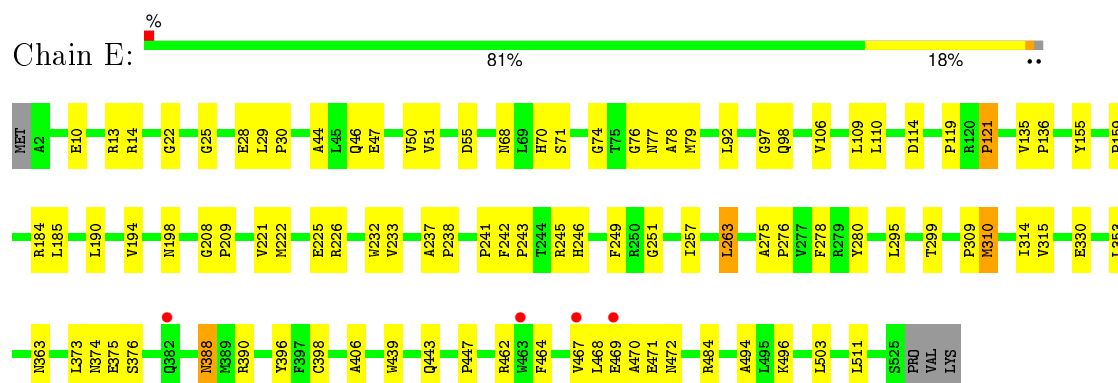 %
Chain E:
81% 18% ••
MET A2 E10 R13 R14 G22 G25 E28 L29 P30 A44 L45 Q46 E47 V50 V51 D55 N68 L69 H70 S71 G74 T75 G76 N77 A78 M79 L92 G97 Q98 V106 L109 L110 D114 P119 R120 P121 V135 P136 Y155
R184 L185 L190 V194 N198 G208 P209 V221 M222 E225 R226 W232 V233 A237 P238 P241 F242 P243 T244 R245 H246 F249 R250 G251 I257 L263 A275 P276 V277 F278 R279 Y280 L295 T299 P309 M310 I314 V315 E330
N363 L373 N374 E375 S376 Q382 N388 M389 R390 Y396 F397 C398 A406 W439 Q443 P447 R462 W463 F464 V467 L468 E469 A470 E471 N472 R484 A494 L495 K496 L503 L511 S525 PRO VAL LYS